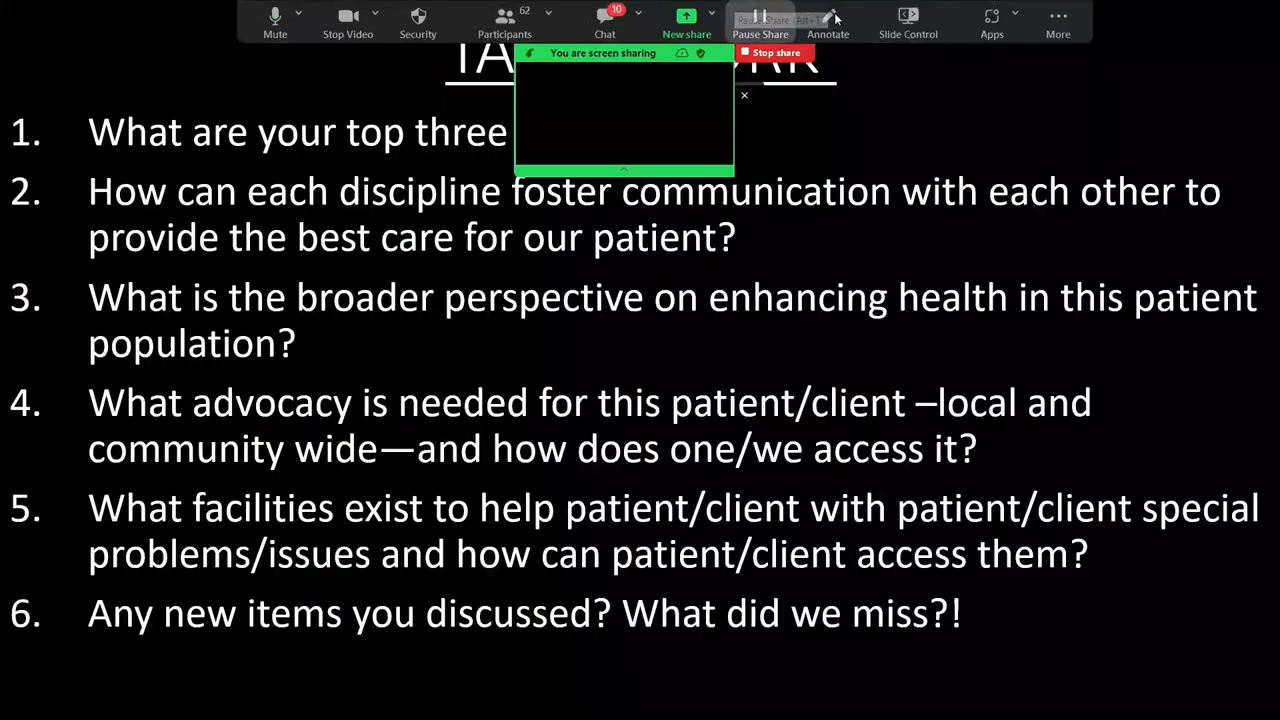 10
62
Mute
Stop Video
Security
Participants
Chat
New share
Pause Share
Annotate
Slide Control
Apps
More
Pause Share (Alt+T
You are screen sharing
Stop share
1. What are your top three
2. How can each discipline foster communication with each other to
provide the best care for our patient?
3. What is the broader perspective on enhancing health in this patient
population?
4. What advocacy is needed for this patient/client –local and
community wide—and how does one/we access it?
5. What facilities exist to help patient/client with patient/client special
problems/issues and how can patient/client access them?
6. Any new items you discussed? What did we miss?!